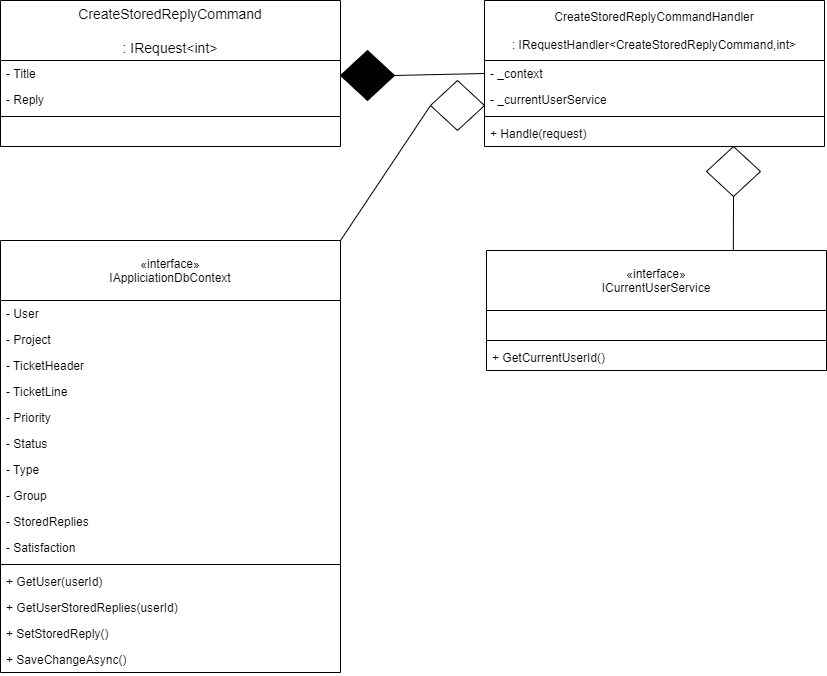 CreateStoredReplyCommand
: IRequest<int>
- Title
- Reply
CreateStoredReplyCommandHandler
: IRequestHandler<CreateStoredReplyCommand,int>
- _context
- _currentUserService
+ Handle(request)
«interface»
IAppliciationDbContext
- User
- Project
- TicketHeader
- TicketLine
- Priority
- Status
- Type
- Group
- StoredReplies
- Satisfaction
+ GetUser(userId)
+ GetUserStoredReplies(userId)
+ SetStoredReply()
+ SaveChangeAsync()
«interface»
ICurrentUserService
+ GetCurrentUserId()